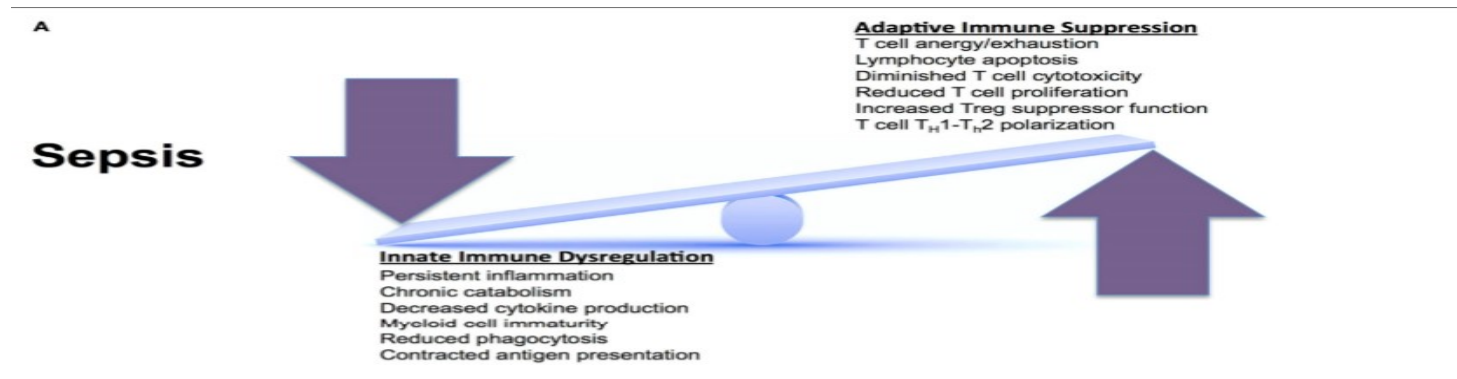 A
Adaptive Immune Suppression
T cell anergy/exhaustion
Lymphocyte apoptosis
Diminished T cell cytotoxicity
Reduced T cell proliferation
Increased Treg suppressor function
T cell TH1-Th2 polarization
Sepsis
Innate Immune Dysregulation
Persistent inflammation
Chronic catabolism
Decreased cytokine production
Myeloid cell immaturity
Reduced phagocytosis
Contracted antigen presentation